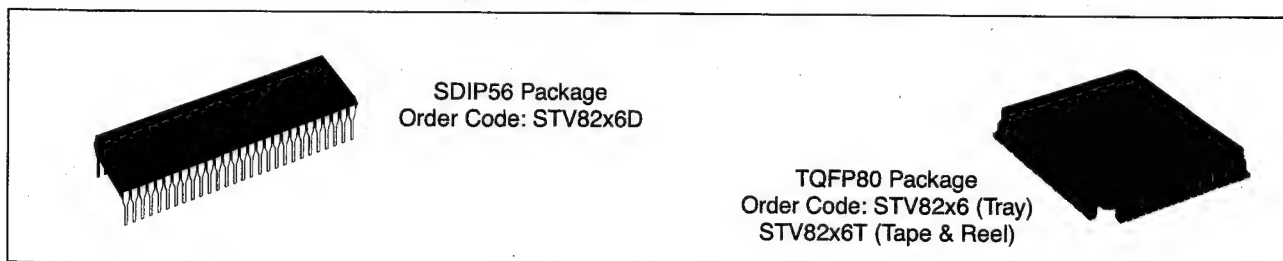 SDIP56 Package
Order Code: STV82x6D
TQFP80 Package
Order Code: STV82x6 (Tray)
STV82x6T (Tape & Reel)